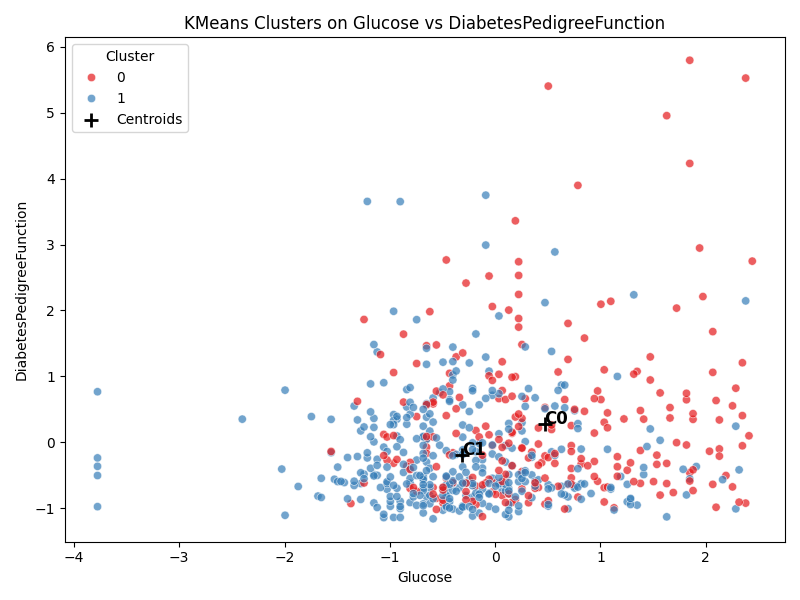 KMeans Clusters on Glucose vs DiabetesPedigreeFunction
Cluster
0
1
Centroids
6
5
4
3
2
1
0
−1
DiabetesPedigreeFunction
C0
C1
−4
−3
−2
−1
0
1
2
Glucose